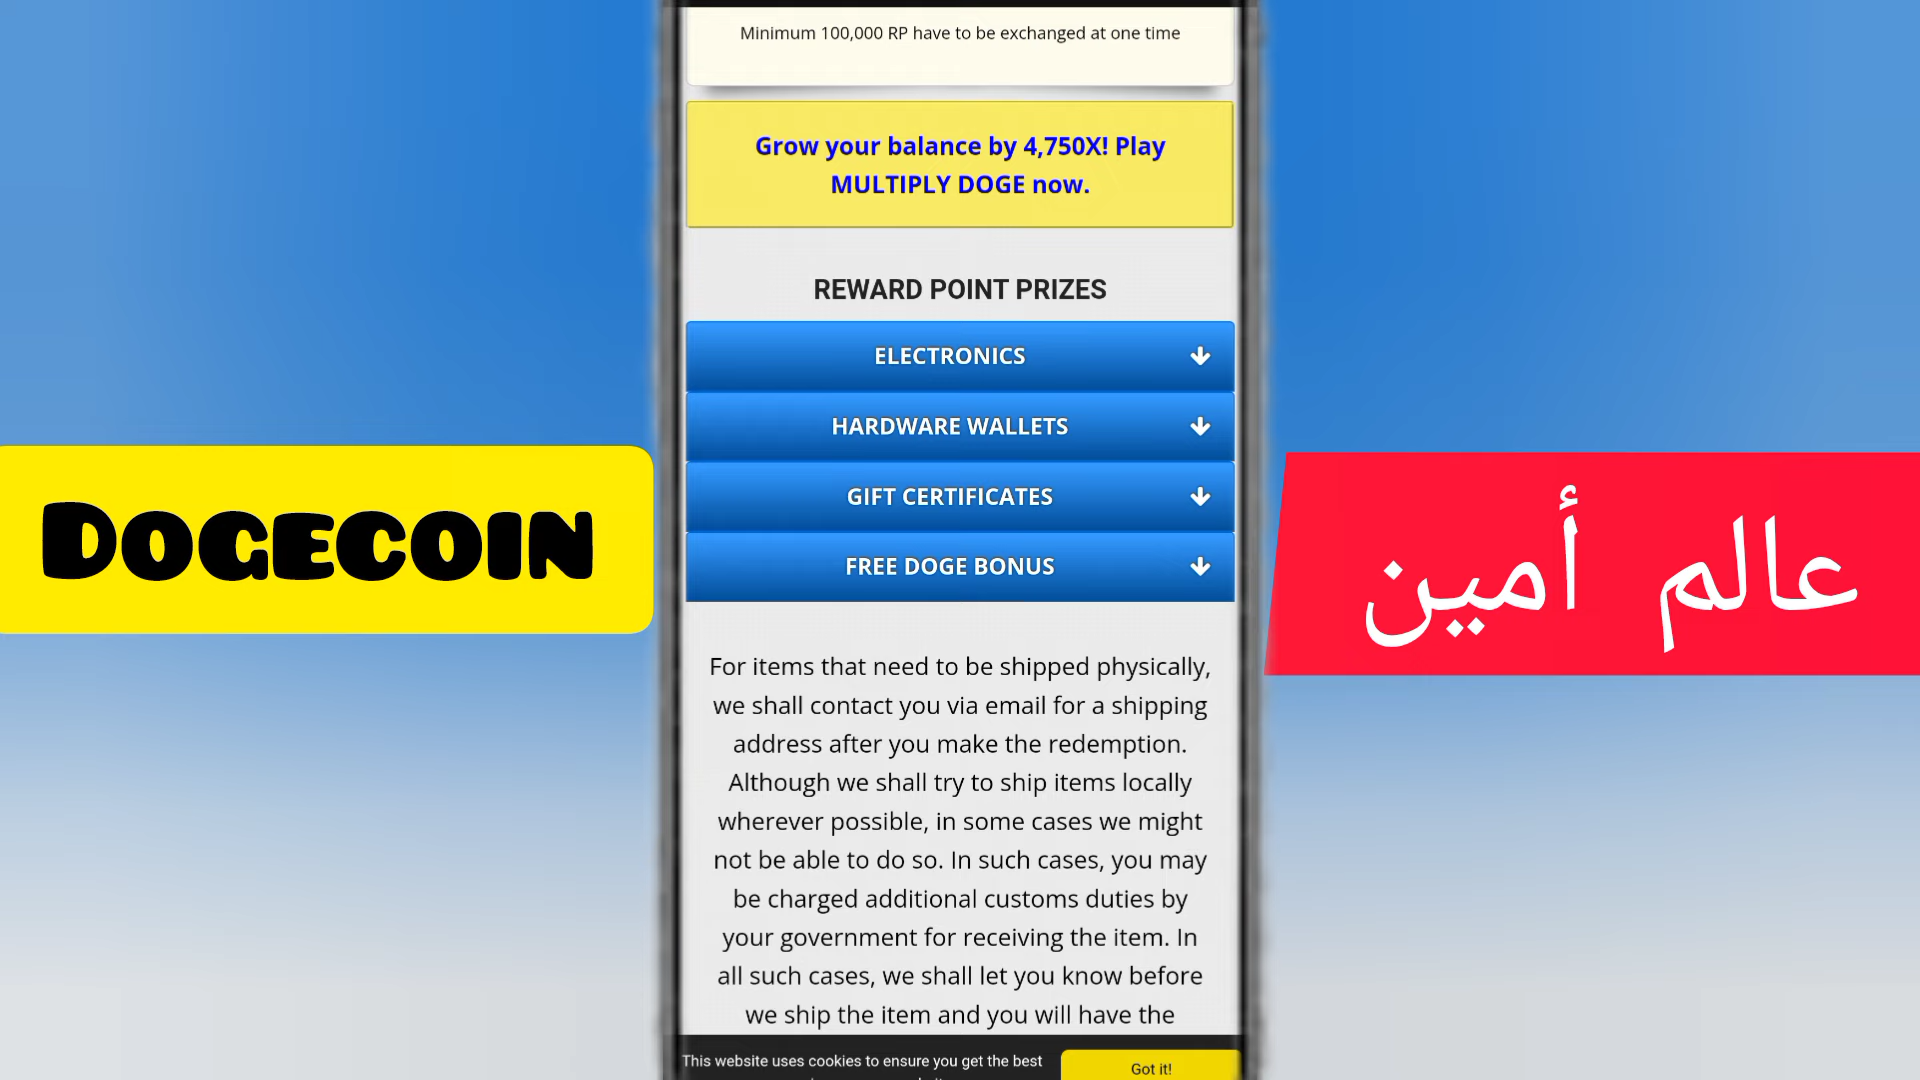 Minimum 100,000 RP have to be exchanged at one time
Grow your balance by 4,750X! Play
MULTIPLY DOGE now.
REWARD POINT PRIZES
ELECTRONICS
HARDWARE WALLETS
GIFT CERTIFICATES
FREE DOGE BONUS
DOGECOIN
عالم أمين
For items that need to be shipped physically,
we shall contact you via email for a shipping
address after you make the redemption.
Although we shall try to ship items locally
wherever possible, in some cases we might
not be able to do so. In such cases, you may
be charged additional customs duties by
your government for receiving the item. In
all such cases, we shall let you know before
we ship the item and you will have the
This website uses cookies to ensure you get the best
Got it!